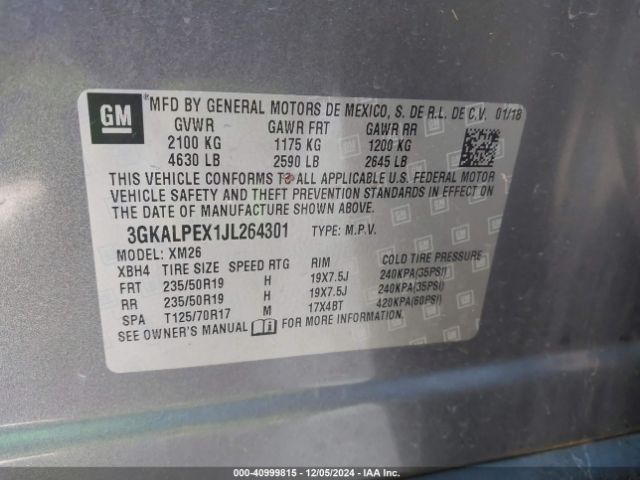 GM
MFD BY GENERAL MOTORS DE MEXICO, S. DE R.L. DE C.V. 01/18
GVWR GAWR FRT GAWR RR
2100 KG 1175 KG 1200 KG
4630 LB 2590 LB 2645 LB
THIS VEHICLE CONFORMS TO ALL APPLICABLE U.S. FEDERAL MOTOR
VEHICLE SAFETY AND THEFT PREVENTION STANDARDS IN EFFECT ON
THE DATE OF MANUFACTURE SHOWN ABOVE.
3GKALPEX1JL264301 TYPE: M.P.V.
MODEL: XM26
XBH4 TIRE SIZE SPEED RTG RIM COLD TIRE PRESSURE
FRT 235/50R19 H 19X7.5J 240KPA(35PSI)
RR 235/50R19 H 19X7.5J 240KPA(35PSI)
SPA T125/70R17 M 17X4BT 420KPA(60PSI)
SEE OWNER'S MANUAL FOR MORE INFORMATION.
000-40999815 - 12/05/2024 - IAA Inc.